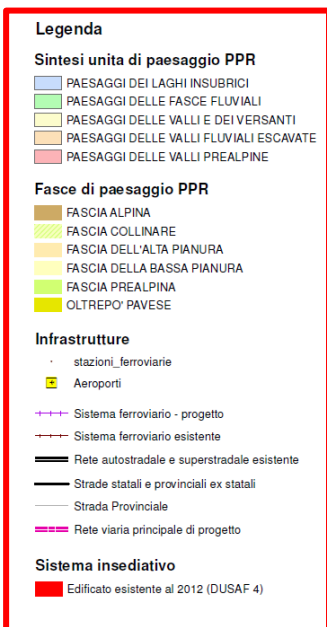 Legenda
Sintesi unita di paesaggio PPR
PAESAGGI DEI LAGHI INSUBRICI
PAESAGGI DELLE FASCE FLUVIALI
PAESAGGI DELLE VALLI E DEI VERSANTI
PAESAGGI DELLE VALLI FLUVIALI ESCAVATE
PAESAGGI DELLE VALLI PREALPINE
Fasce di paesaggio PPR
FASCIA ALPINA
FASCIA COLLINARE
FASCIA DELL'ALTA PIANURA
FASCIA DELLA BASSA PIANURA
FASCIA PREALPINA
OLTREPO' PAVESE
Infrastrutture
stazioni_ferroviarie
Aeroporti
Sistema ferroviario - progetto
Sistema ferroviario esistente
Rete autostradale e superstradale esistente
Strade statali e provinciali ex statali
Strada Provinciale
Rete viaria principale di progetto
Sistema insediativo
Edificato esistente al 2012 (DUSAF 4)